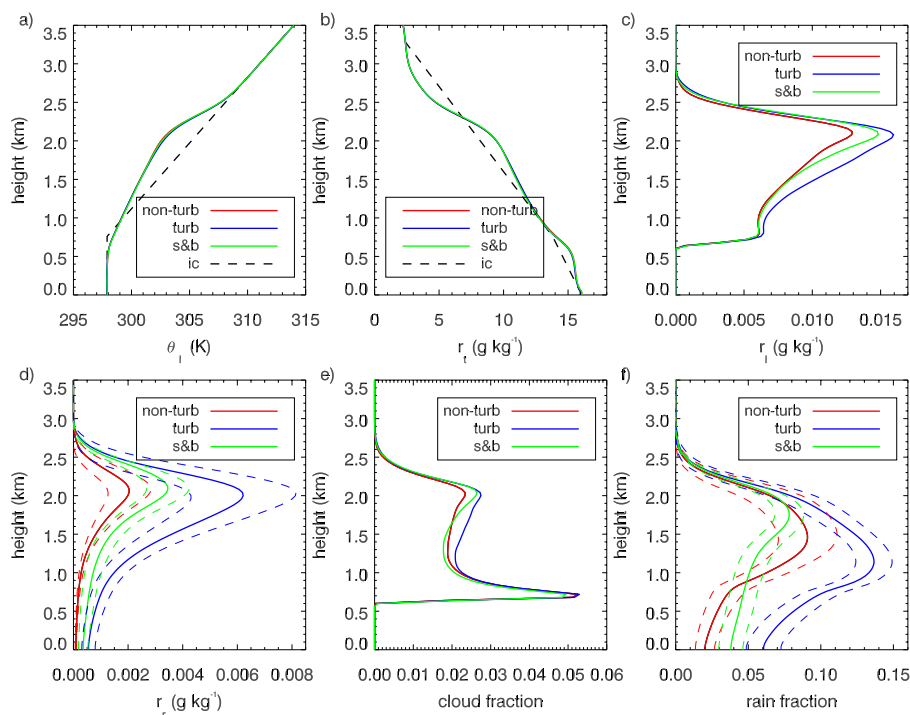 a)
3.5
3.0
2.5
2.0
1.5
1.0
0.5
0.0
height (km)
non-turb
turb
s&b
ic
295 300 305 310 315
θ l (K)
b)
3.5
3.0
2.5
2.0
1.5
1.0
0.5
0.0
height (km)
non-turb
turb
s&b
ic
0 5 10 15
r t (g kg-1)
c)
3.5
3.0
2.5
2.0
1.5
1.0
0.5
0.0
height (km)
non-turb
turb
s&b
0.000 0.005 0.010 0.015
r l (g kg-1)
d)
3.5
3.0
2.5
2.0
1.5
1.0
0.5
0.0
height (km)
non-turb
turb
s&b
0.000 0.002 0.004 0.006 0.008
r r (g kg-1)
e)
3.5
3.0
2.5
2.0
1.5
1.0
0.5
0.0
height (km)
non-turb
turb
s&b
0.00 0.01 0.02 0.03 0.04 0.05 0.06
cloud fraction
f)
3.5
3.0
2.5
2.0
1.5
1.0
0.5
0.0
height (km)
non-turb
turb
s&b
0.00 0.05 0.10 0.15
rain fraction